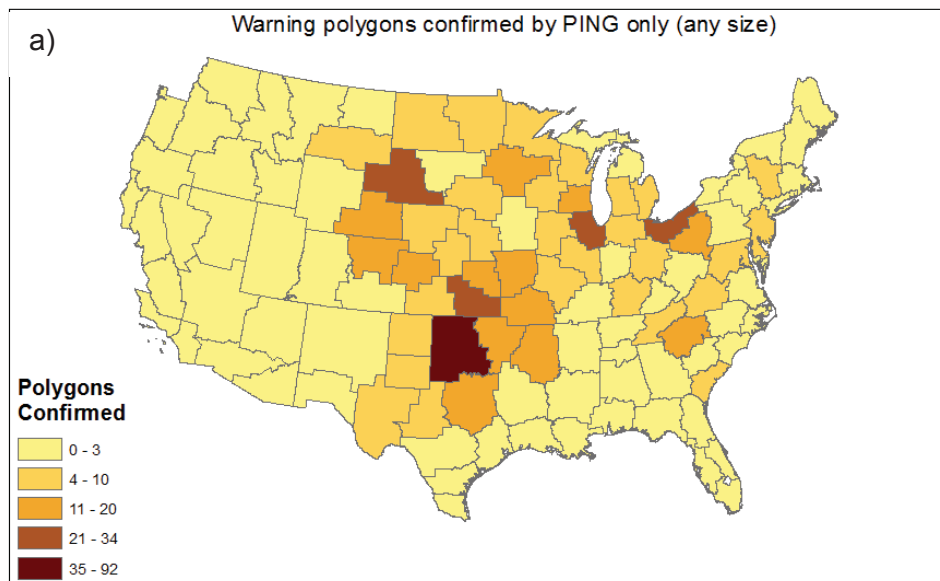 Warning polygons confirmed by PING only (any size)
a)
Polygons
Confirmed
0 - 3
4 - 10
11 - 20
21 - 34
35 - 92